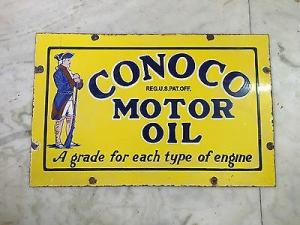 CONOCO
REG.U.S.PAT.OFF.
MOTOR
OIL
A grade for each type of engine